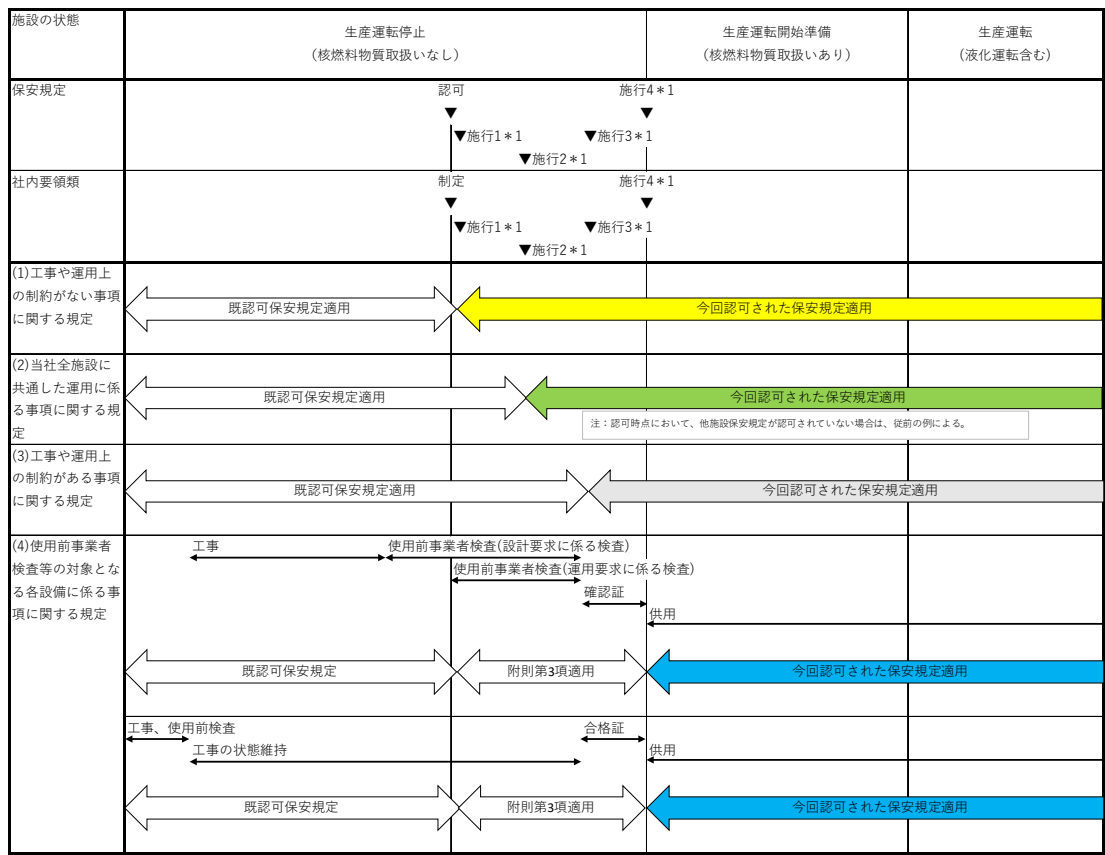 施設の状態
生産運転停止
(核燃料物質取扱いなし)
生産運転開始準備
(核燃料物質取扱いあり)
生産運転
(液化運転含む)
保安規定
認可
施行4＊1
▼
▼
▼施行1＊1
▼施行3＊1
▼施行2＊1
社内要領類
制定
施行4＊1
▼
▼
▼施行1＊1
▼施行3＊1
▼施行2＊1
(1)工事や運用上
の制約がない事項
に関する規定
既認可保安規定適用
今回認可された保安規定適用
(2)当社全施設に
共通した運用に係
る事項に関する規
定
既認可保安規定適用
今回認可された保安規定適用
注：認可時点において、他施設保安規定が認可されていない場合は、従前の例による。
(3)工事や運用上
の制約がある事項
に関する規定
既認可保安規定適用
今回認可された保安規定適用
(4)使用前事業者
検査等の対象とな
る各設備に係る事
項に関する規定
工事
使用前事業者検査(設計要求に係る検査)
使用前事業者検査(運用要求に係る検査)
確認証
供用
既認可保安規定
附則第3項適用
今回認可された保安規定適用
工事、使用前検査
合格証
工事の状態維持
供用
既認可保安規定
附則第3項適用
今回認可された保安規定適用